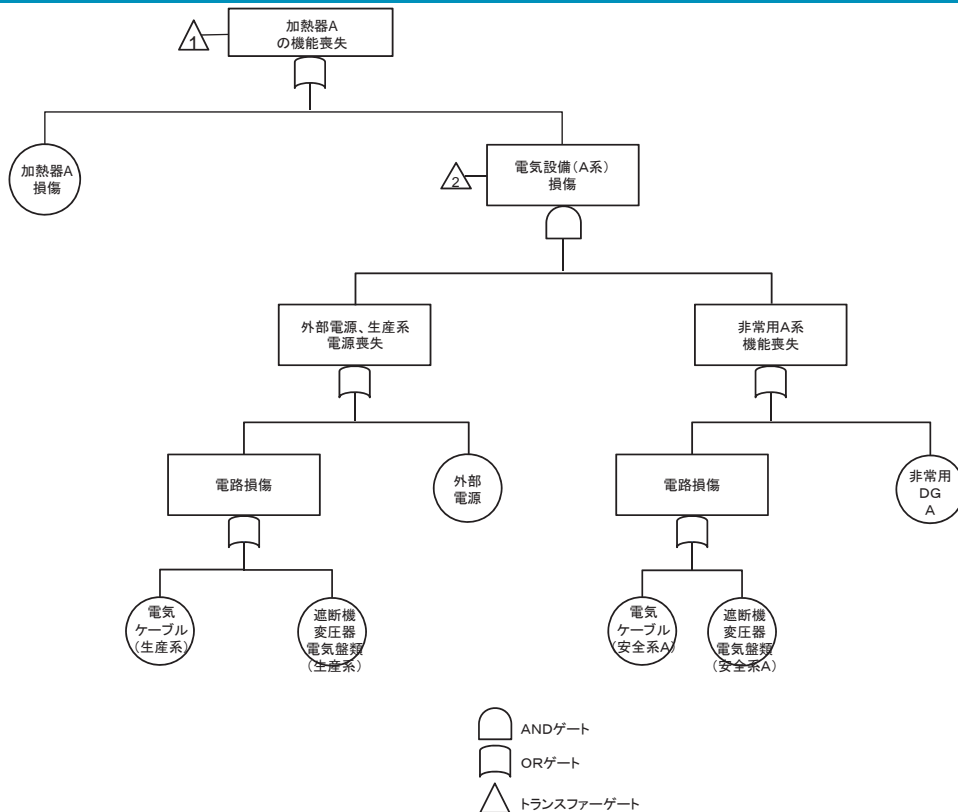 加熱器A
の機能喪失
1
加熱器A
損傷
電気設備（A系）
損傷
2
外部電源、生産系
電源喪失
非常用A系
機能喪失
電路損傷
外部
電源
電路損傷
非常用
DG
A
電気
ケーブル
（生産系）
遮断機
変圧器
電気盤類
（生産系）
電気
ケーブル
（安全系A）
遮断機
変圧器
電気盤類
（安全系A）
ANDゲート
ORゲート
トランスファーゲート